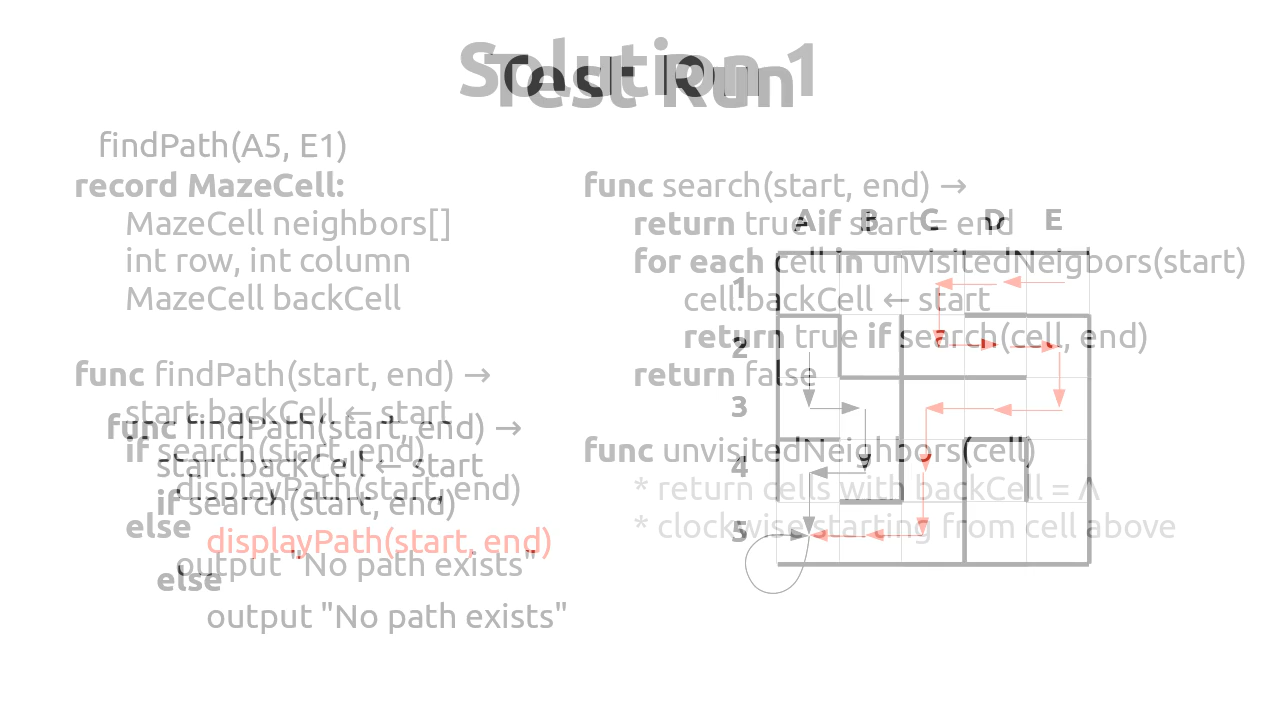 Solution 1
Test Run
findPath(A5, E1)
record MazeCell:
MazeCell neighbors[]
int row, int column
MazeCell backCell
func findPath(start, end) →
start.backCell ← start
if search(start, end)
displayPath(start, end)
else
output "No path exists"
func findPath(start, end) →
start.backCell ← start
if search(start, end)
displayPath(start, end)
else
output "No path exists"
func search(start, end) →
return true if start = end
for each cell in unvisitedNeigbors(start)
cell.backCell ← start
return true if search(cell, end)
return false
func unvisitedNeighbors(cell)
* return cells with backCell = Λ
* clockwise starting from cell above
A B C D E
1
2
3
4
5